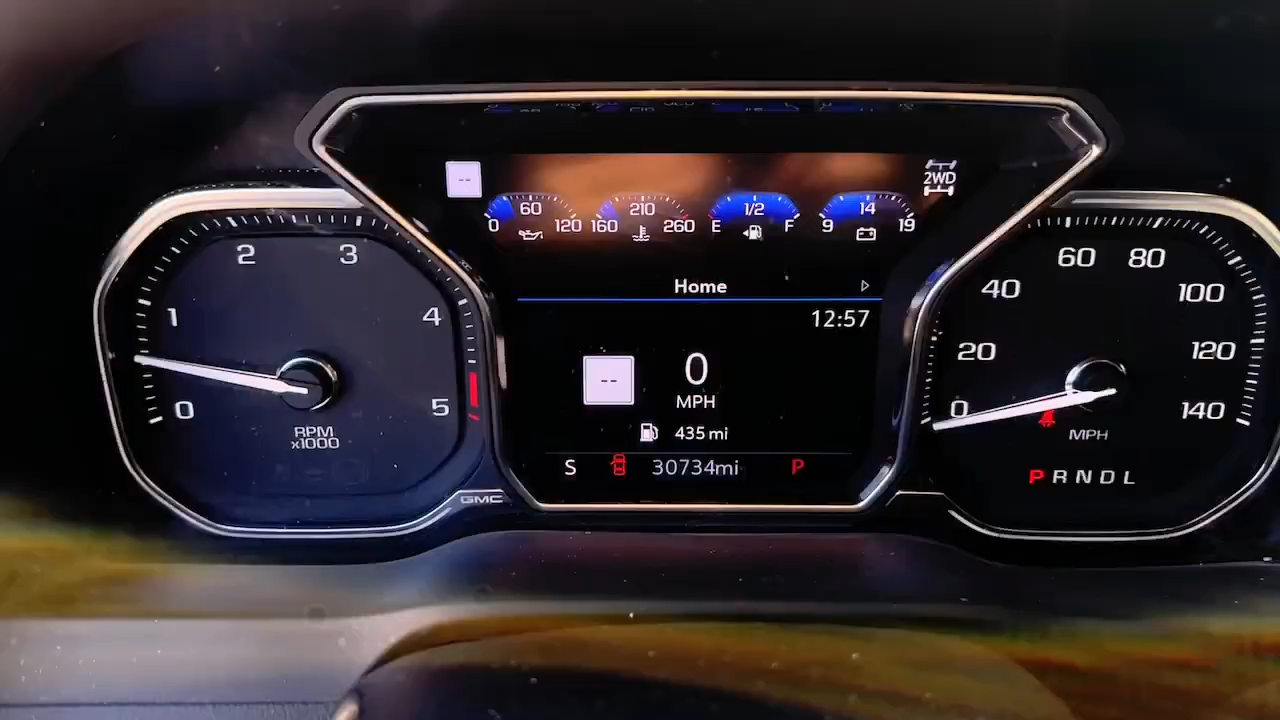 --
2WD
60
0 120
210
160 260
1/2
E F
14
9 19
Home
12:57
--
0
MPH
435 mi
S 30734mi P
0
1
2
3
4
5
RPM
x1000
GMC
0
20
40
60
80
100
120
140
MPH
P R N D L